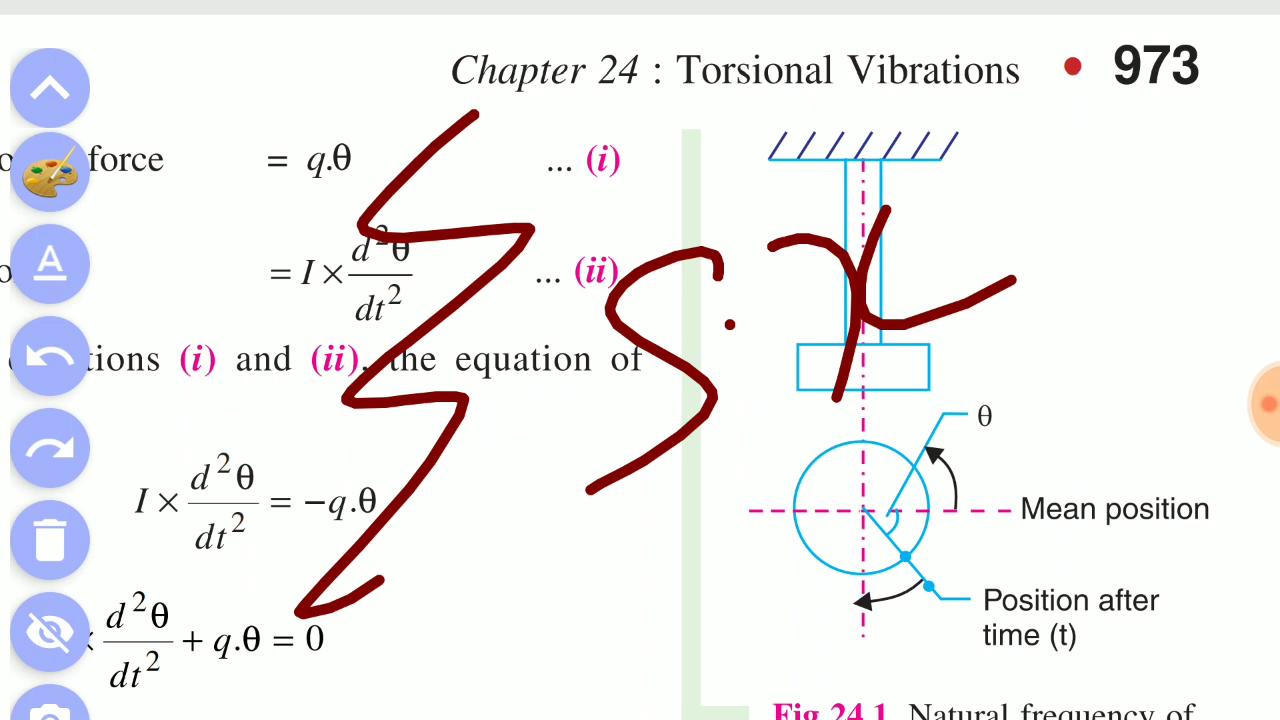 Chapter 24 : Torsional Vibrations • 973
force = q.θ ... (i)
= I × d²θ/dt² ... (ii)
tions (i) and (ii), the equation of
I × d²θ/dt² = −q.θ
× d²θ/dt² + q.θ = 0
S.x
θ
Mean position
Position after
time (t)
Fig 24.1. Natural frequency of